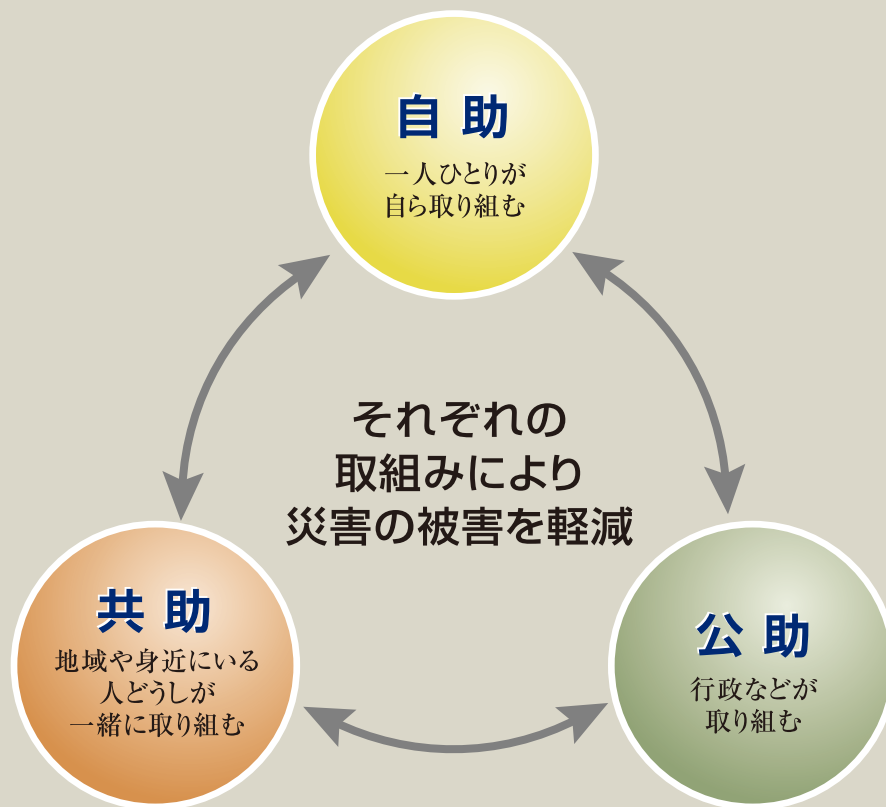 自助
一人ひとりが
自ら取り組む
それぞれの
取組みにより
災害の被害を軽減
共助
地域や身近にいる
人どうしが
一緒に取り組む
公助
行政などが
取り組む